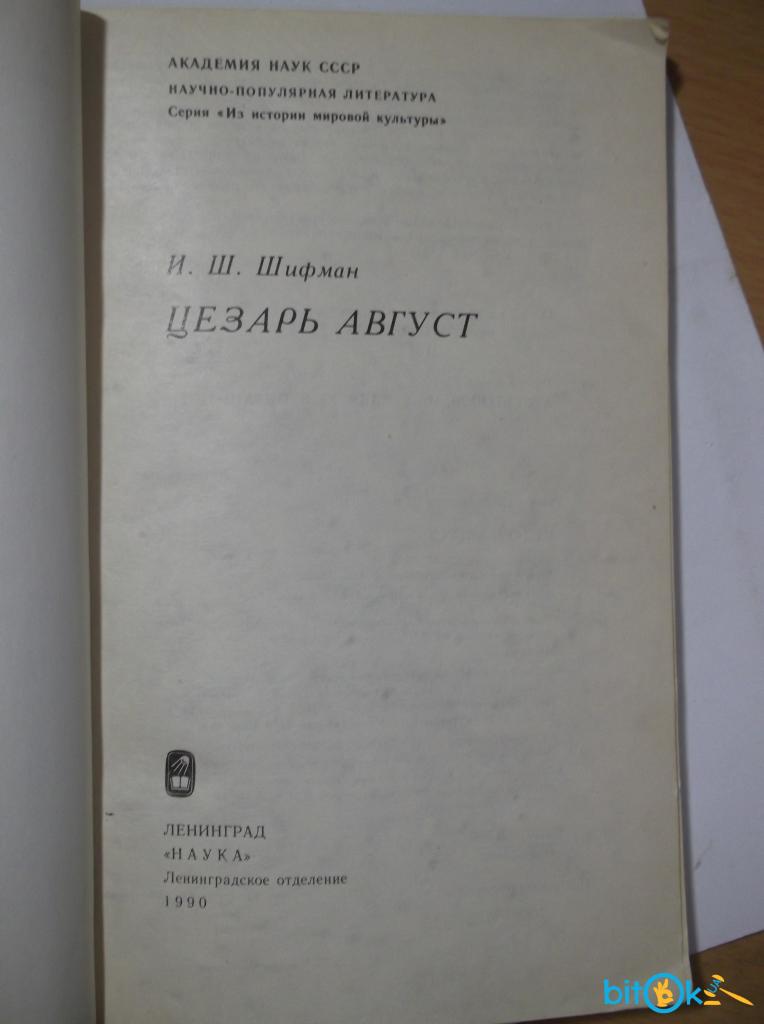 АКАДЕМИЯ НАУК СССР
НАУЧНО-ПОПУЛЯРНАЯ ЛИТЕРАТУРА
Серия «Из истории мировой культуры»
И. Ш. Шифман
ЦЕЗАРЬ АВГУСТ
ЛЕНИНГРАД
«НАУКА»
Ленинградское отделение
1990
bitok.ua